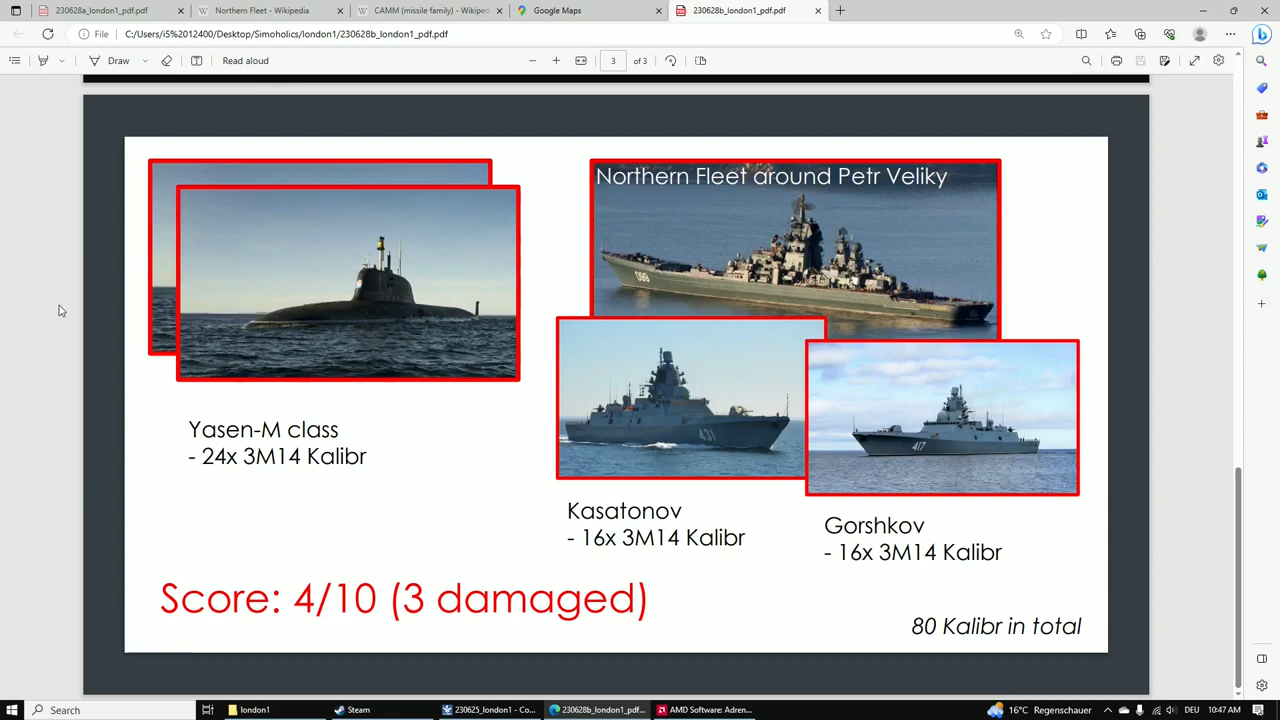 230628b_london1_pdf.pdf
Northern Fleet - Wikipedia
CAMM (missile family) - Wikiped
Google Maps
230628b_london1_pdf.pdf
File
C:/Users/i5%2012400/Desktop/Simoholics/london1/230628b_london1_pdf.pdf
Draw
Read aloud
3
of 3
Northern Fleet around Petr Veliky
099
431
417
Yasen-M class
- 24x 3M14 Kalibr
Kasatonov
- 16x 3M14 Kalibr
Gorshkov
- 16x 3M14 Kalibr
Score: 4/10 (3 damaged)
80 Kalibr in total
Search
london1
Steam
230625_london1 - Co...
230628b_london1_pdf...
AMD Software: Adren...
16°C Regenschauer
DEU
10:47 AM